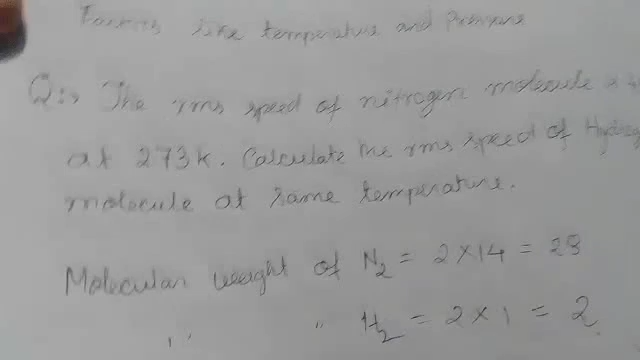 Factors like temperature and Pressure
Q:→ The rms speed of nitrogen molecule
at 273k. Calculate the rms speed of Hydrog
molecule at same temperature.
Molecular weight of N₂ = 2×14 = 28
" " H₂ = 2×1 = 2